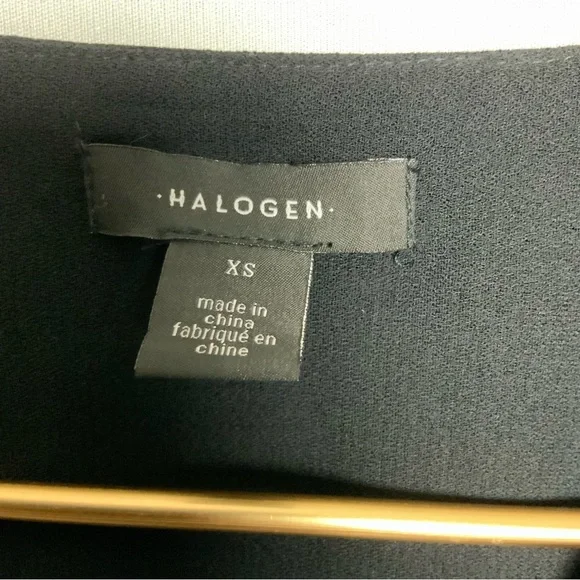 ·HALOGEN·
XS
made in
china
fabriqué en
chine